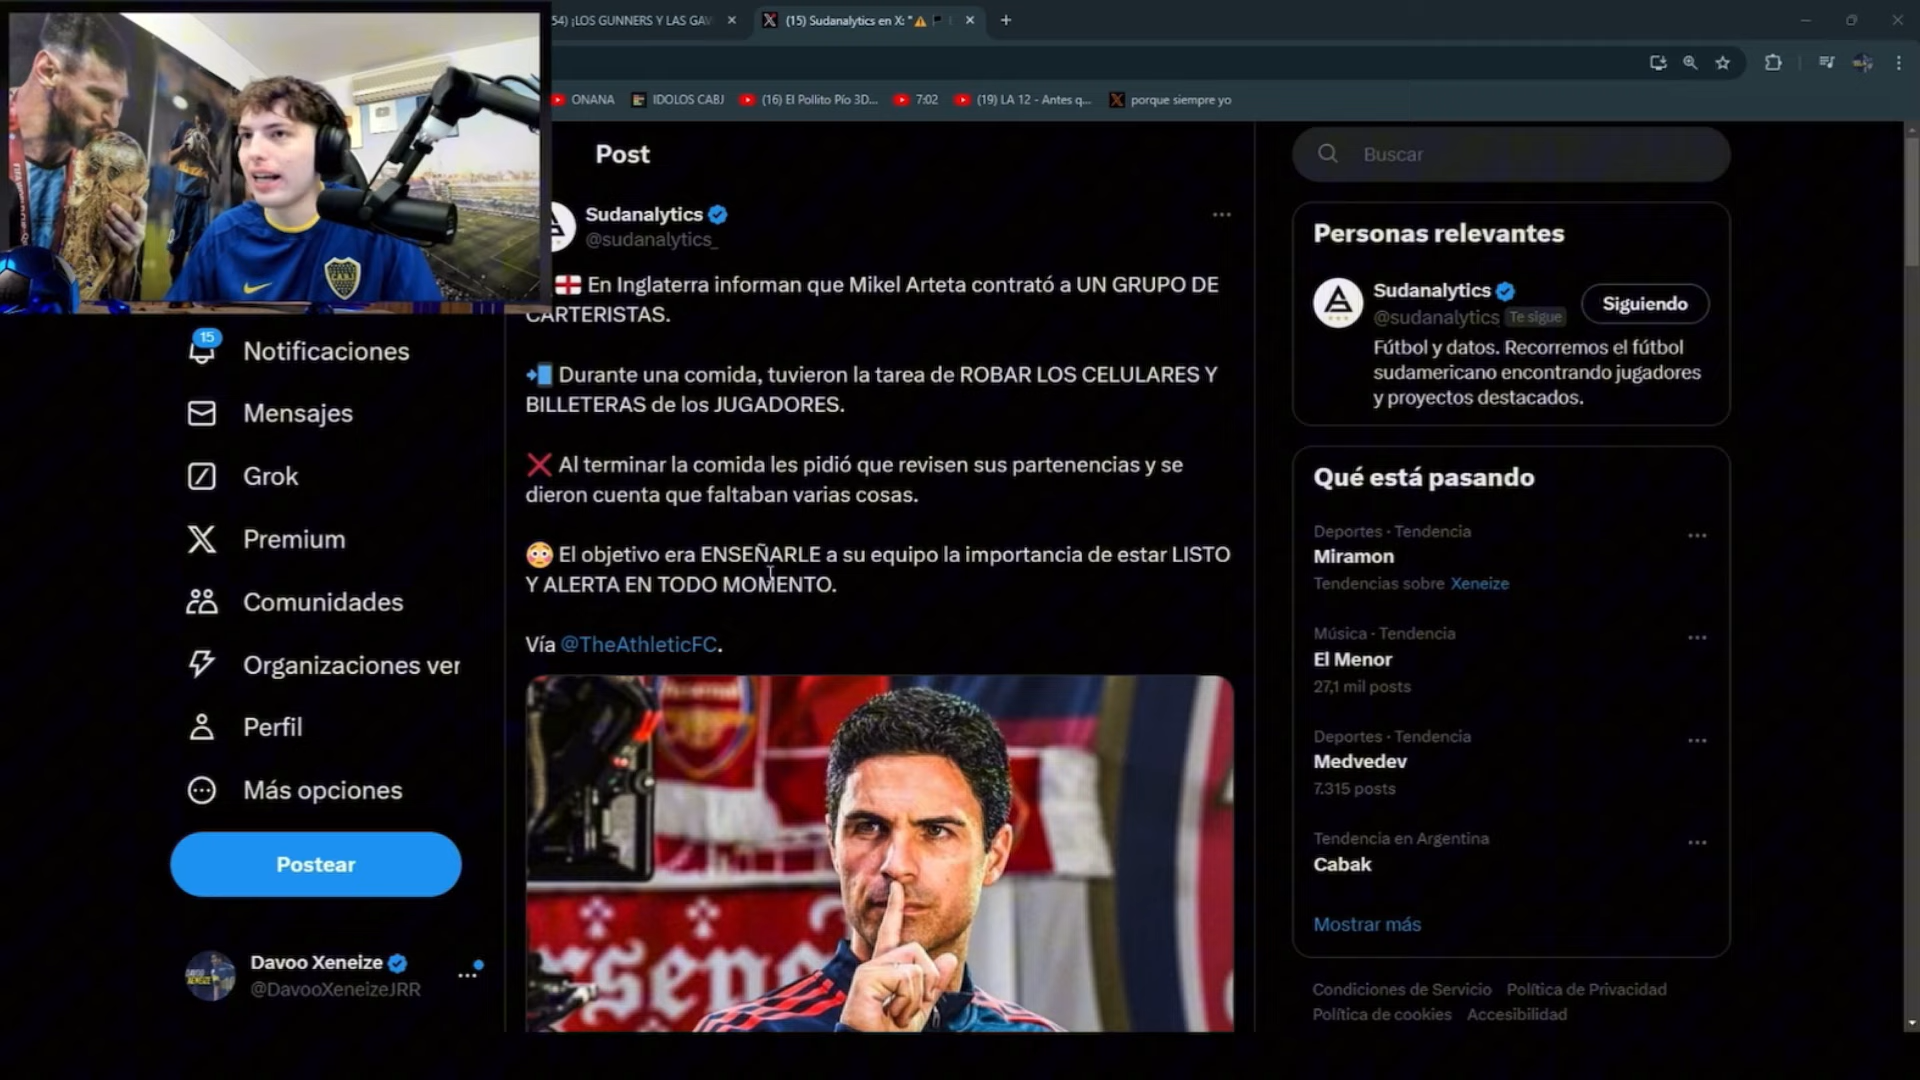 54) ¡LOS GUNNERS Y LAS GAV
(15) Sudanalytics en X: "⚠️🏴
ONANA
IDOLOS CABJ
(16) El Pollito Pío 3D...
7:02
(19) LA 12 - Antes q...
porque siempre yo
Post
Sudanalytics
@sudanalytics_
🏴󠁧󠁢󠁥󠁮󠁧󠁿 En Inglaterra informan que Mikel Arteta contrató a UN GRUPO DE
CARTERISTAS.
📲 Durante una comida, tuvieron la tarea de ROBAR LOS CELULARES Y
BILLETERAS de los JUGADORES.
❌ Al terminar la comida les pidió que revisen sus partenencias y se
dieron cuenta que faltaban varias cosas.
😳 El objetivo era ENSEÑARLE a su equipo la importancia de estar LISTO
Y ALERTA EN TODO MOMENTO.
Vía @TheAthleticFC.
15
Notificaciones
Mensajes
Grok
Premium
Comunidades
Organizaciones ver
Perfil
Más opciones
Postear
Davoo Xeneize
@DavooXeneizeJRR
Buscar
Personas relevantes
Sudanalytics
@sudanalytics_ Te sigue
Siguiendo
Fútbol y datos. Recorremos el fútbol
sudamericano encontrando jugadores
y proyectos destacados.
Qué está pasando
Deportes · Tendencia
Miramon
Tendencias sobre Xeneize
Música · Tendencia
El Menor
27,1 mil posts
Deportes · Tendencia
Medvedev
7.315 posts
Tendencia en Argentina
Cabak
Mostrar más
Condiciones de Servicio Política de Privacidad
Política de cookies Accesibilidad